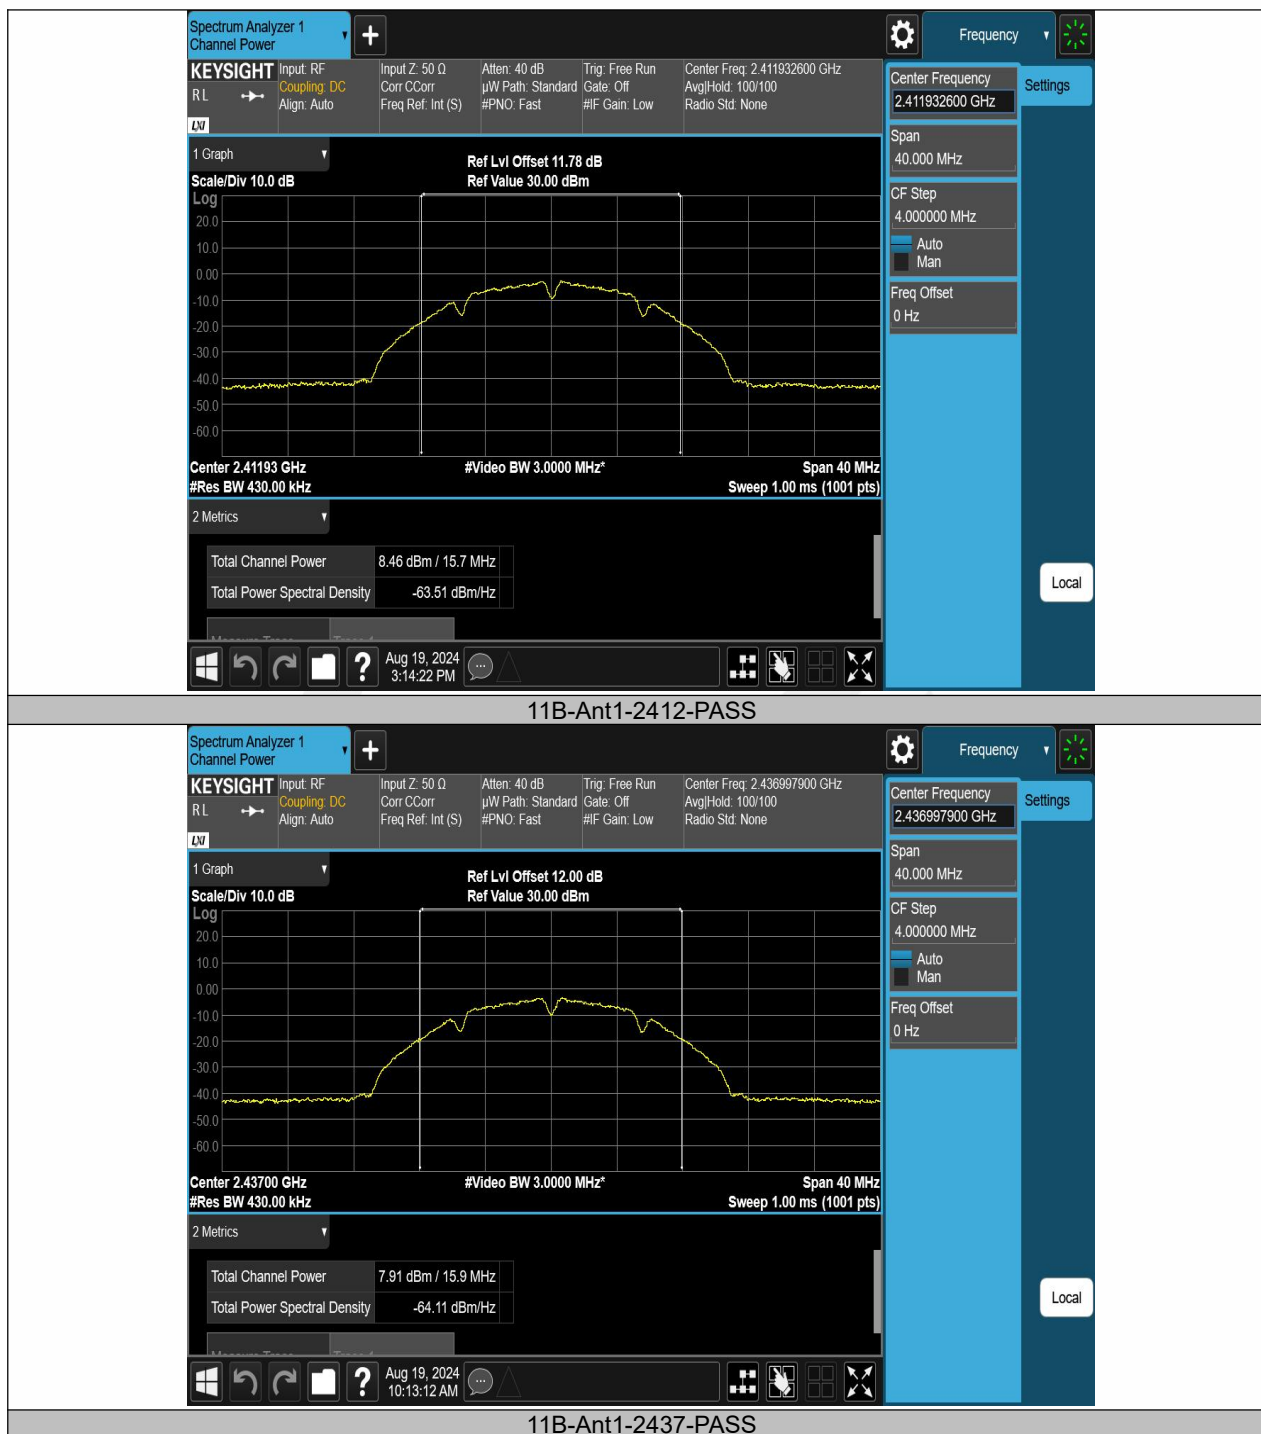 Spectrum Analyzer 1
Channel Power
+
Frequency
KEYSIGHT
RL
LXI
Input: RF
Coupling: DC
Align: Auto
Input Z: 50 Ω
Corr CCorr
Freq Ref: Int (S)
Atten: 40 dB
µW Path: Standard
#PNO: Fast
Trig: Free Run
Gate: Off
#IF Gain: Low
Center Freq: 2.411932600 GHz
Avg|Hold: 100/100
Radio Std: None
Center Frequency
2.411932600 GHz
Settings
Span
40.000 MHz
CF Step
4.000000 MHz
Auto
Man
Freq Offset
0 Hz
Local
1 Graph
Scale/Div 10.0 dB
Ref Lvl Offset 11.78 dB
Ref Value 30.00 dBm
Log
20.0
10.0
0.00
-10.0
-20.0
-30.0
-40.0
-50.0
-60.0
Center 2.41193 GHz
#Video BW 3.0000 MHz*
Span 40 MHz
#Res BW 430.00 kHz
Sweep 1.00 ms (1001 pts)
2 Metrics
Total Channel Power 8.46 dBm / 15.7 MHz
Total Power Spectral Density -63.51 dBm/Hz
?
Aug 19, 2024
3:14:22 PM
11B-Ant1-2412-PASS
Spectrum Analyzer 1
Channel Power
+
Frequency
KEYSIGHT
RL
LXI
Input: RF
Coupling: DC
Align: Auto
Input Z: 50 Ω
Corr CCorr
Freq Ref: Int (S)
Atten: 40 dB
µW Path: Standard
#PNO: Fast
Trig: Free Run
Gate: Off
#IF Gain: Low
Center Freq: 2.436997900 GHz
Avg|Hold: 100/100
Radio Std: None
Center Frequency
2.436997900 GHz
Settings
Span
40.000 MHz
CF Step
4.000000 MHz
Auto
Man
Freq Offset
0 Hz
Local
1 Graph
Scale/Div 10.0 dB
Ref Lvl Offset 12.00 dB
Ref Value 30.00 dBm
Log
20.0
10.0
0.00
-10.0
-20.0
-30.0
-40.0
-50.0
-60.0
Center 2.43700 GHz
#Video BW 3.0000 MHz*
Span 40 MHz
#Res BW 430.00 kHz
Sweep 1.00 ms (1001 pts)
2 Metrics
Total Channel Power 7.91 dBm / 15.9 MHz
Total Power Spectral Density -64.11 dBm/Hz
?
Aug 19, 2024
10:13:12 AM
11B-Ant1-2437-PASS